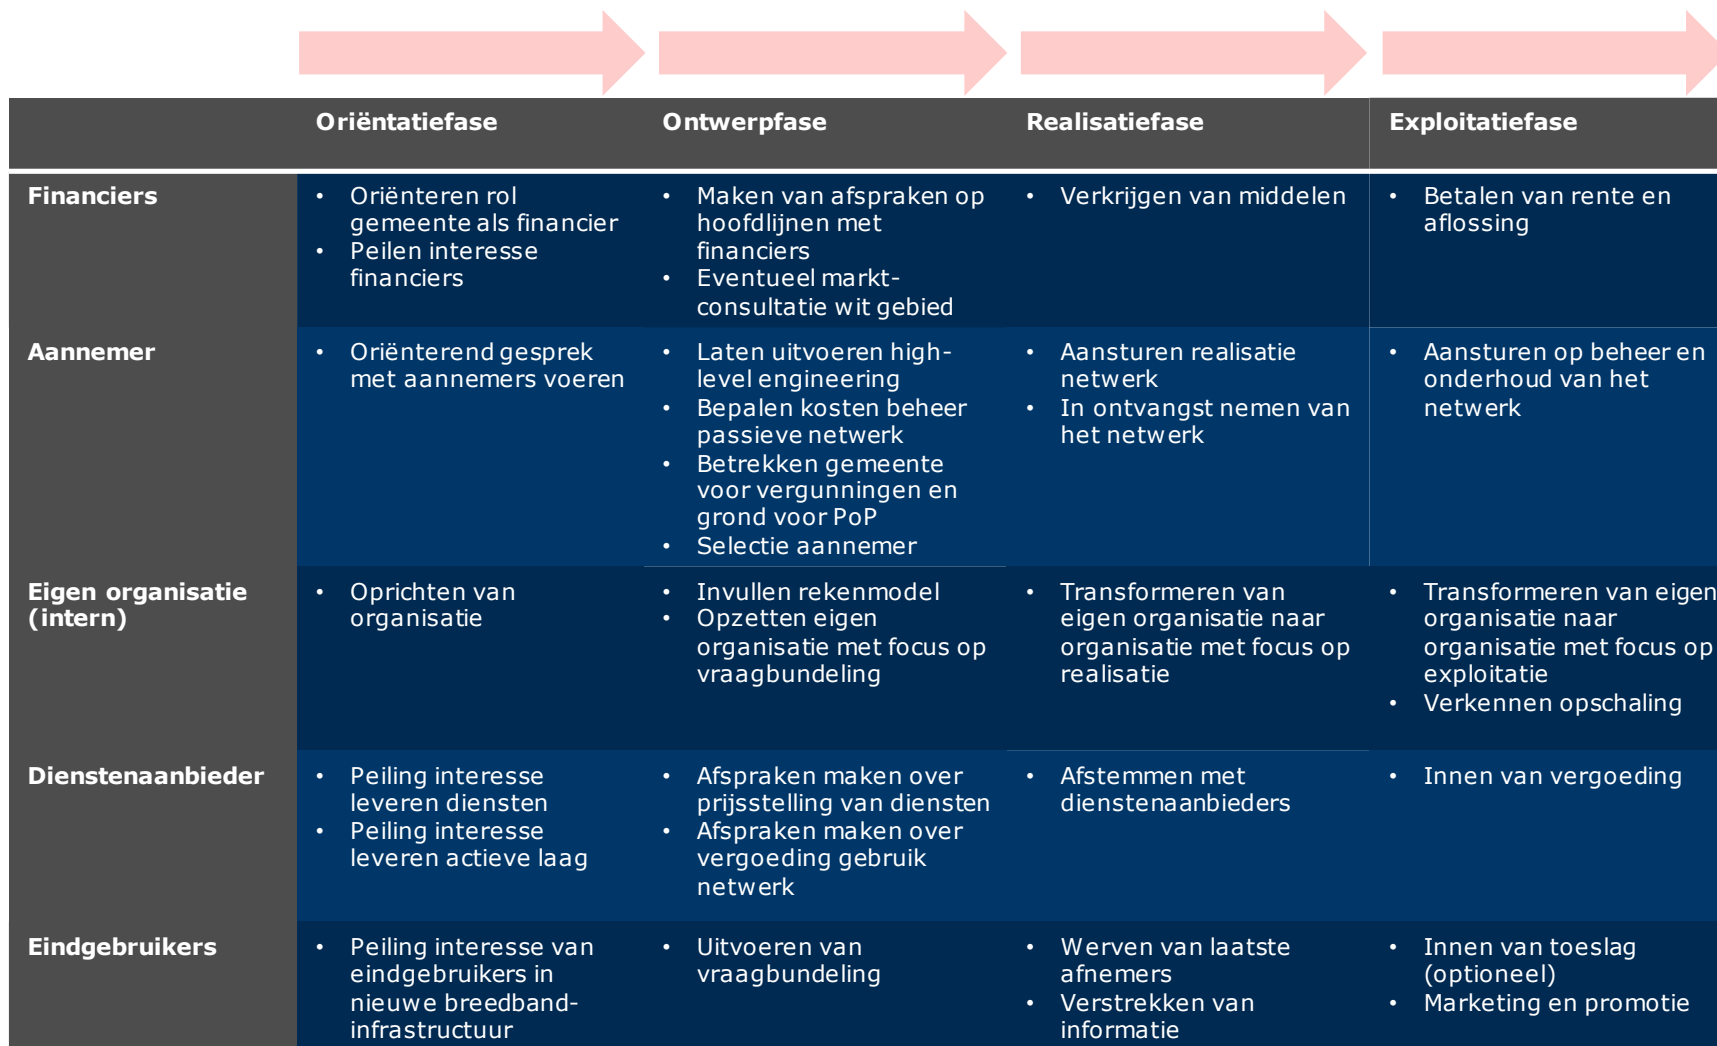 Oriëntatiefase
Ontwerpfase
Realisatiefase
Exploitatiefase
Financiers
• Oriënteren rol
gemeente als financier
• Peilen interesse
financiers
• Maken van afspraken op
hoofdlijnen met
financiers
• Eventueel markt-
consultatie wit gebied
• Verkrijgen van middelen
• Betalen van rente en
aflossing
Aannemer
• Oriënterend gesprek
met aannemers voeren
• Laten uitvoeren high-
level engineering
• Bepalen kosten beheer
passieve netwerk
• Betrekken gemeente
voor vergunningen en
grond voor PoP
• Selectie aannemer
• Aansturen realisatie
netwerk
• In ontvangst nemen van
het netwerk
• Aansturen op beheer en
onderhoud van het
netwerk
Eigen organisatie
(intern)
• Oprichten van
organisatie
• Invullen rekenmodel
• Opzetten eigen
organisatie met focus op
vraagbundeling
• Transformeren van
eigen organisatie naar
organisatie met focus op
realisatie
• Transformeren van eigen
organisatie naar
organisatie met focus op
exploitatie
• Verkennen opschaling
Dienstenaanbieder
• Peiling interesse
leveren diensten
• Peiling interesse
leveren actieve laag
• Afspraken maken over
prijsstelling van diensten
• Afspraken maken over
vergoeding gebruik
netwerk
• Afstemmen met
dienstenaanbieders
• Innen van vergoeding
Eindgebruikers
• Peiling interesse van
eindgebruikers in
nieuwe breedband-
infrastructuur
• Uitvoeren van
vraagbundeling
• Werven van laatste
afnemers
• Verstrekken van
informatie
• Innen van toeslag
(optioneel)
• Marketing en promotie